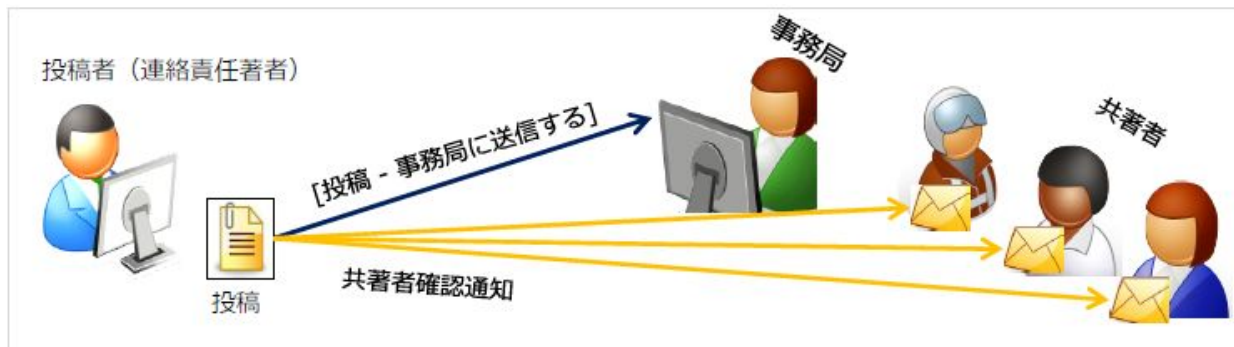 投稿者（連絡責任著者）
事務局
共著者
[投稿 - 事務局に送信する]
共著者確認通知
投稿